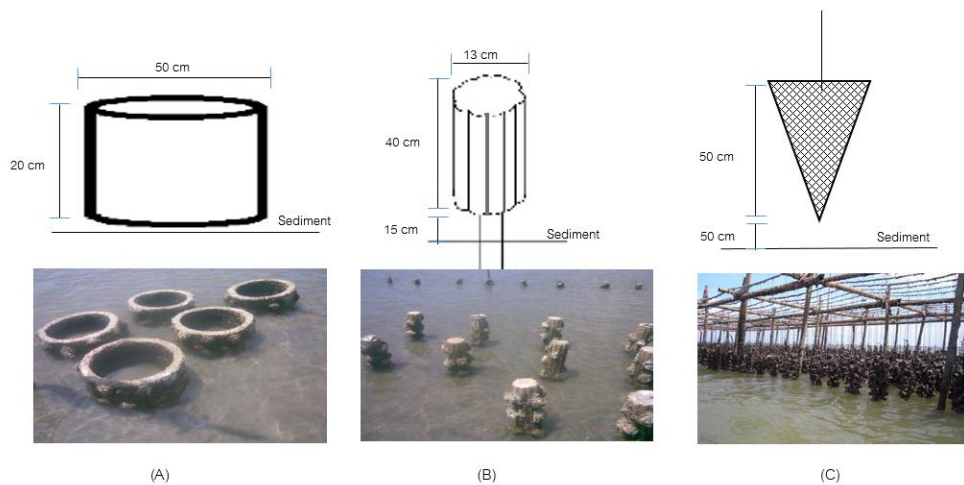 50 cm
20 cm
Sediment
(A)
13 cm
40 cm
15 cm
Sediment
(B)
50 cm
50 cm
Sediment
(C)